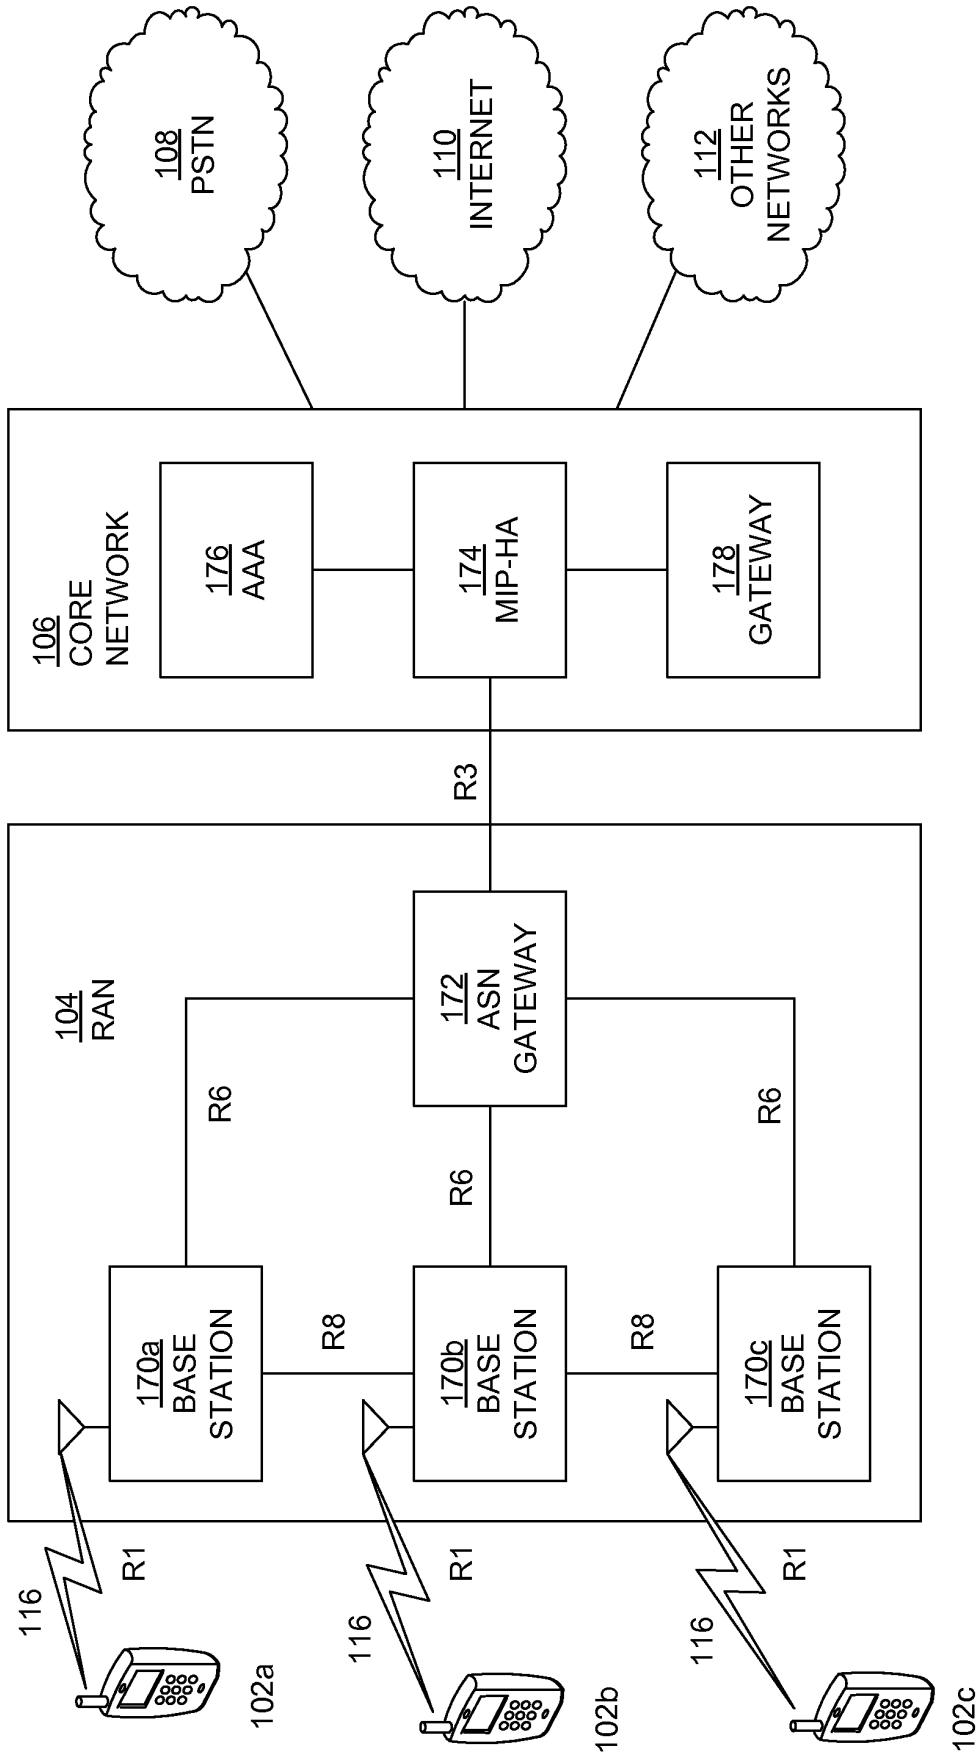 116
R1
102a
116
R1
102b
116
R1
102c
104
RAN
170a
BASE
STATION
R8
170b
BASE
STATION
R8
170c
BASE
STATION
R6
R6
R6
172
ASN
GATEWAY
R3
106
CORE
NETWORK
176
AAA
174
MIP-HA
178
GATEWAY
108
PSTN
110
INTERNET
112
OTHER
NETWORKS